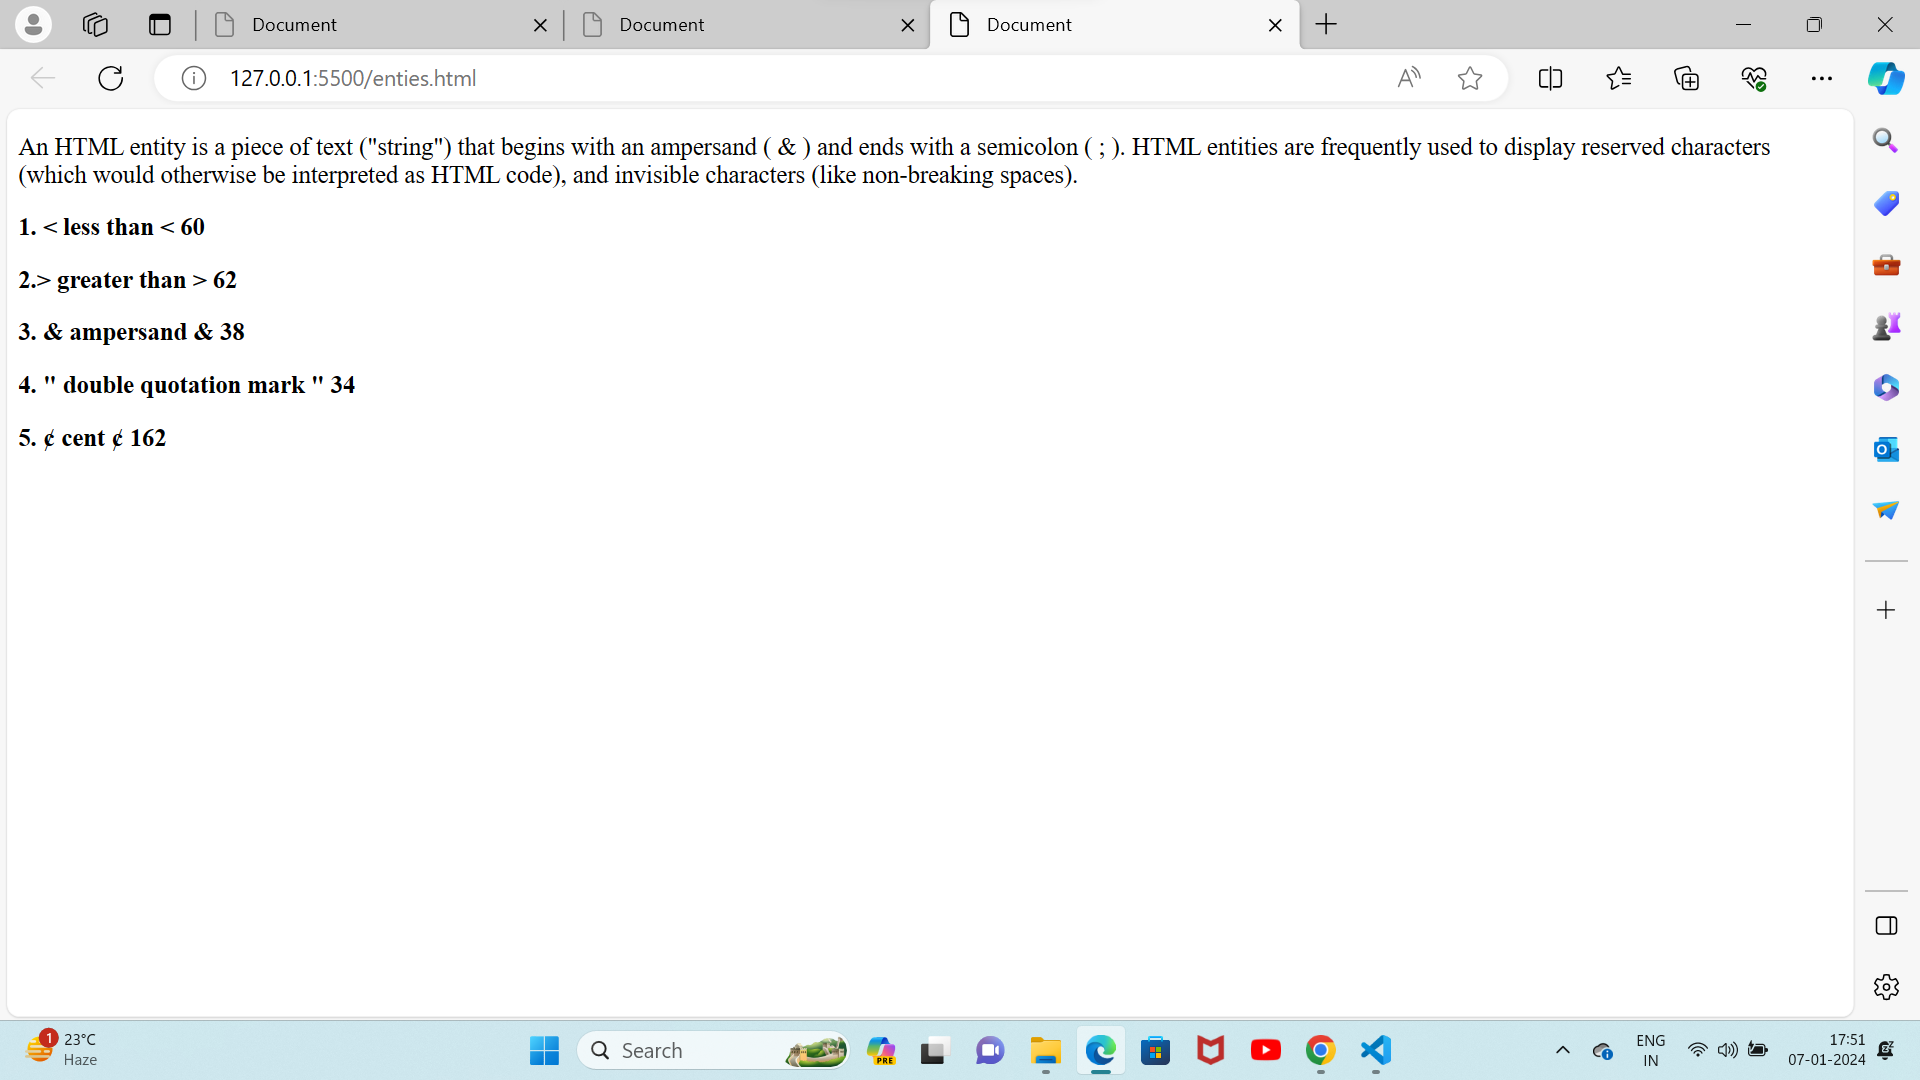 Document
Document
Document
127.0.0.1:5500/enties.html
An HTML entity is a piece of text ("string") that begins with an ampersand ( & ) and ends with a semicolon ( ; ). HTML entities are frequently used to display reserved characters
(which would otherwise be interpreted as HTML code), and invisible characters (like non-breaking spaces).
1. < less than < 60
2.> greater than > 62
3. & ampersand & 38
4. " double quotation mark " 34
5. ¢ cent ¢ 162
1
23°C
Haze
Search
PRE
ENG
IN
17:51
07-01-2024